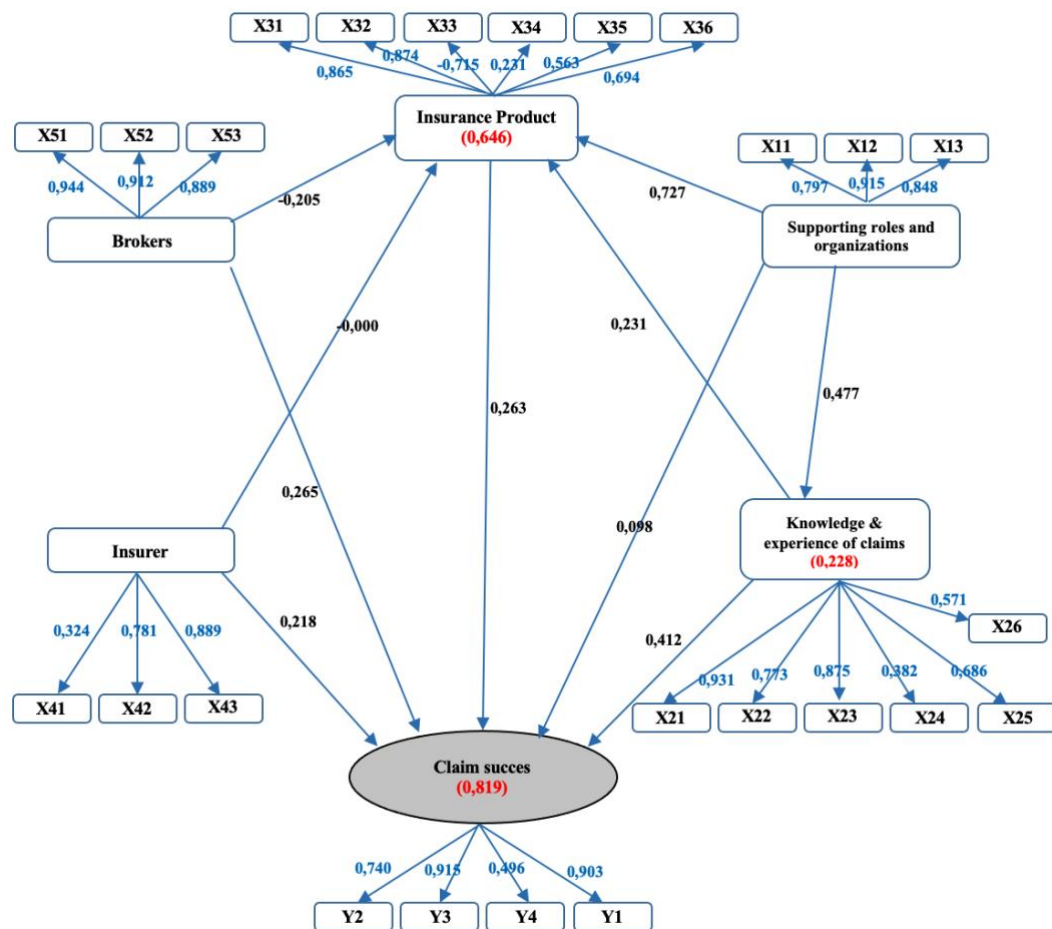 X31 X32 X33 X34 X35 X36
0,865 0,874 -0,715 0,231 0,563 0,694
Insurance Product
(0,646)
X51 X52 X53
0,944 0,912 0,889
Brokers
X11 X12 X13
0,797 0,915 0,848
Supporting roles and
organizations
-0,205
0,727
-0,000
0,231
0,263
0,477
0,265
0,098
Insurer
0,324 0,781 0,889
X41 X42 X43
0,218
Knowledge &
experience of claims
(0,228)
0,412
0,571
X26
0,931 0,773 0,875 0,382 0,686
X21 X22 X23 X24 X25
Claim succes
(0,819)
0,740 0,915 0,496 0,903
Y2 Y3 Y4 Y1